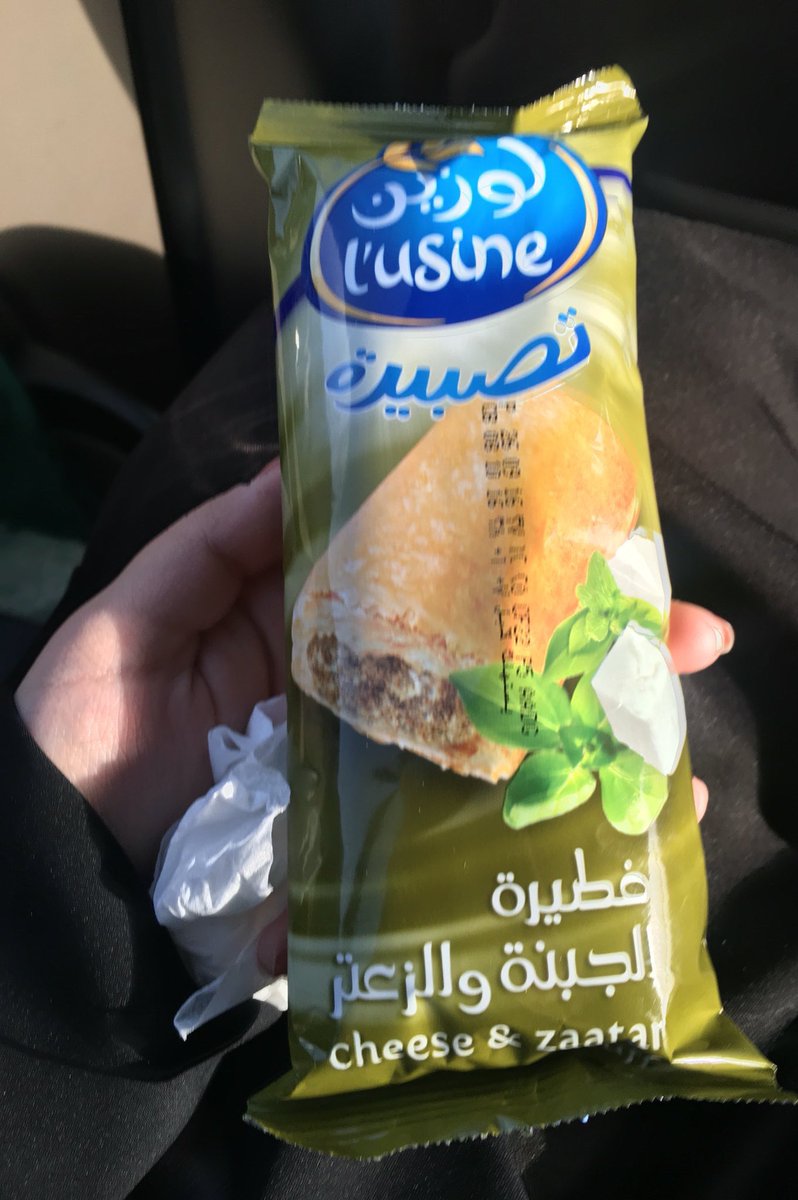 لوزين
l'usine
تصبيرة
فطيرة
الجبنة والزعتر
cheese & zaatar